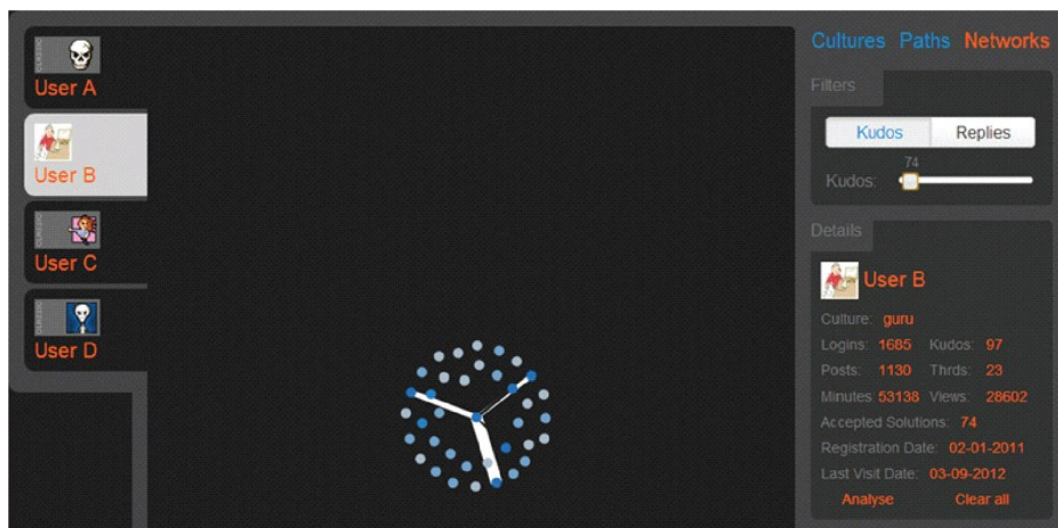 User A
User B
User C
User D
Cultures Paths Networks
Filters
Kudos Replies
74
Kudos:
Details
User B
Culture: guru
Logins: 1685 Kudos: 97
Posts: 1130 Thrds: 23
Minutes 53138 Views: 28602
Accepted Solutions: 74
Registration Date: 02-01-2011
Last Visit Date: 03-09-2012
Analyse Clear all